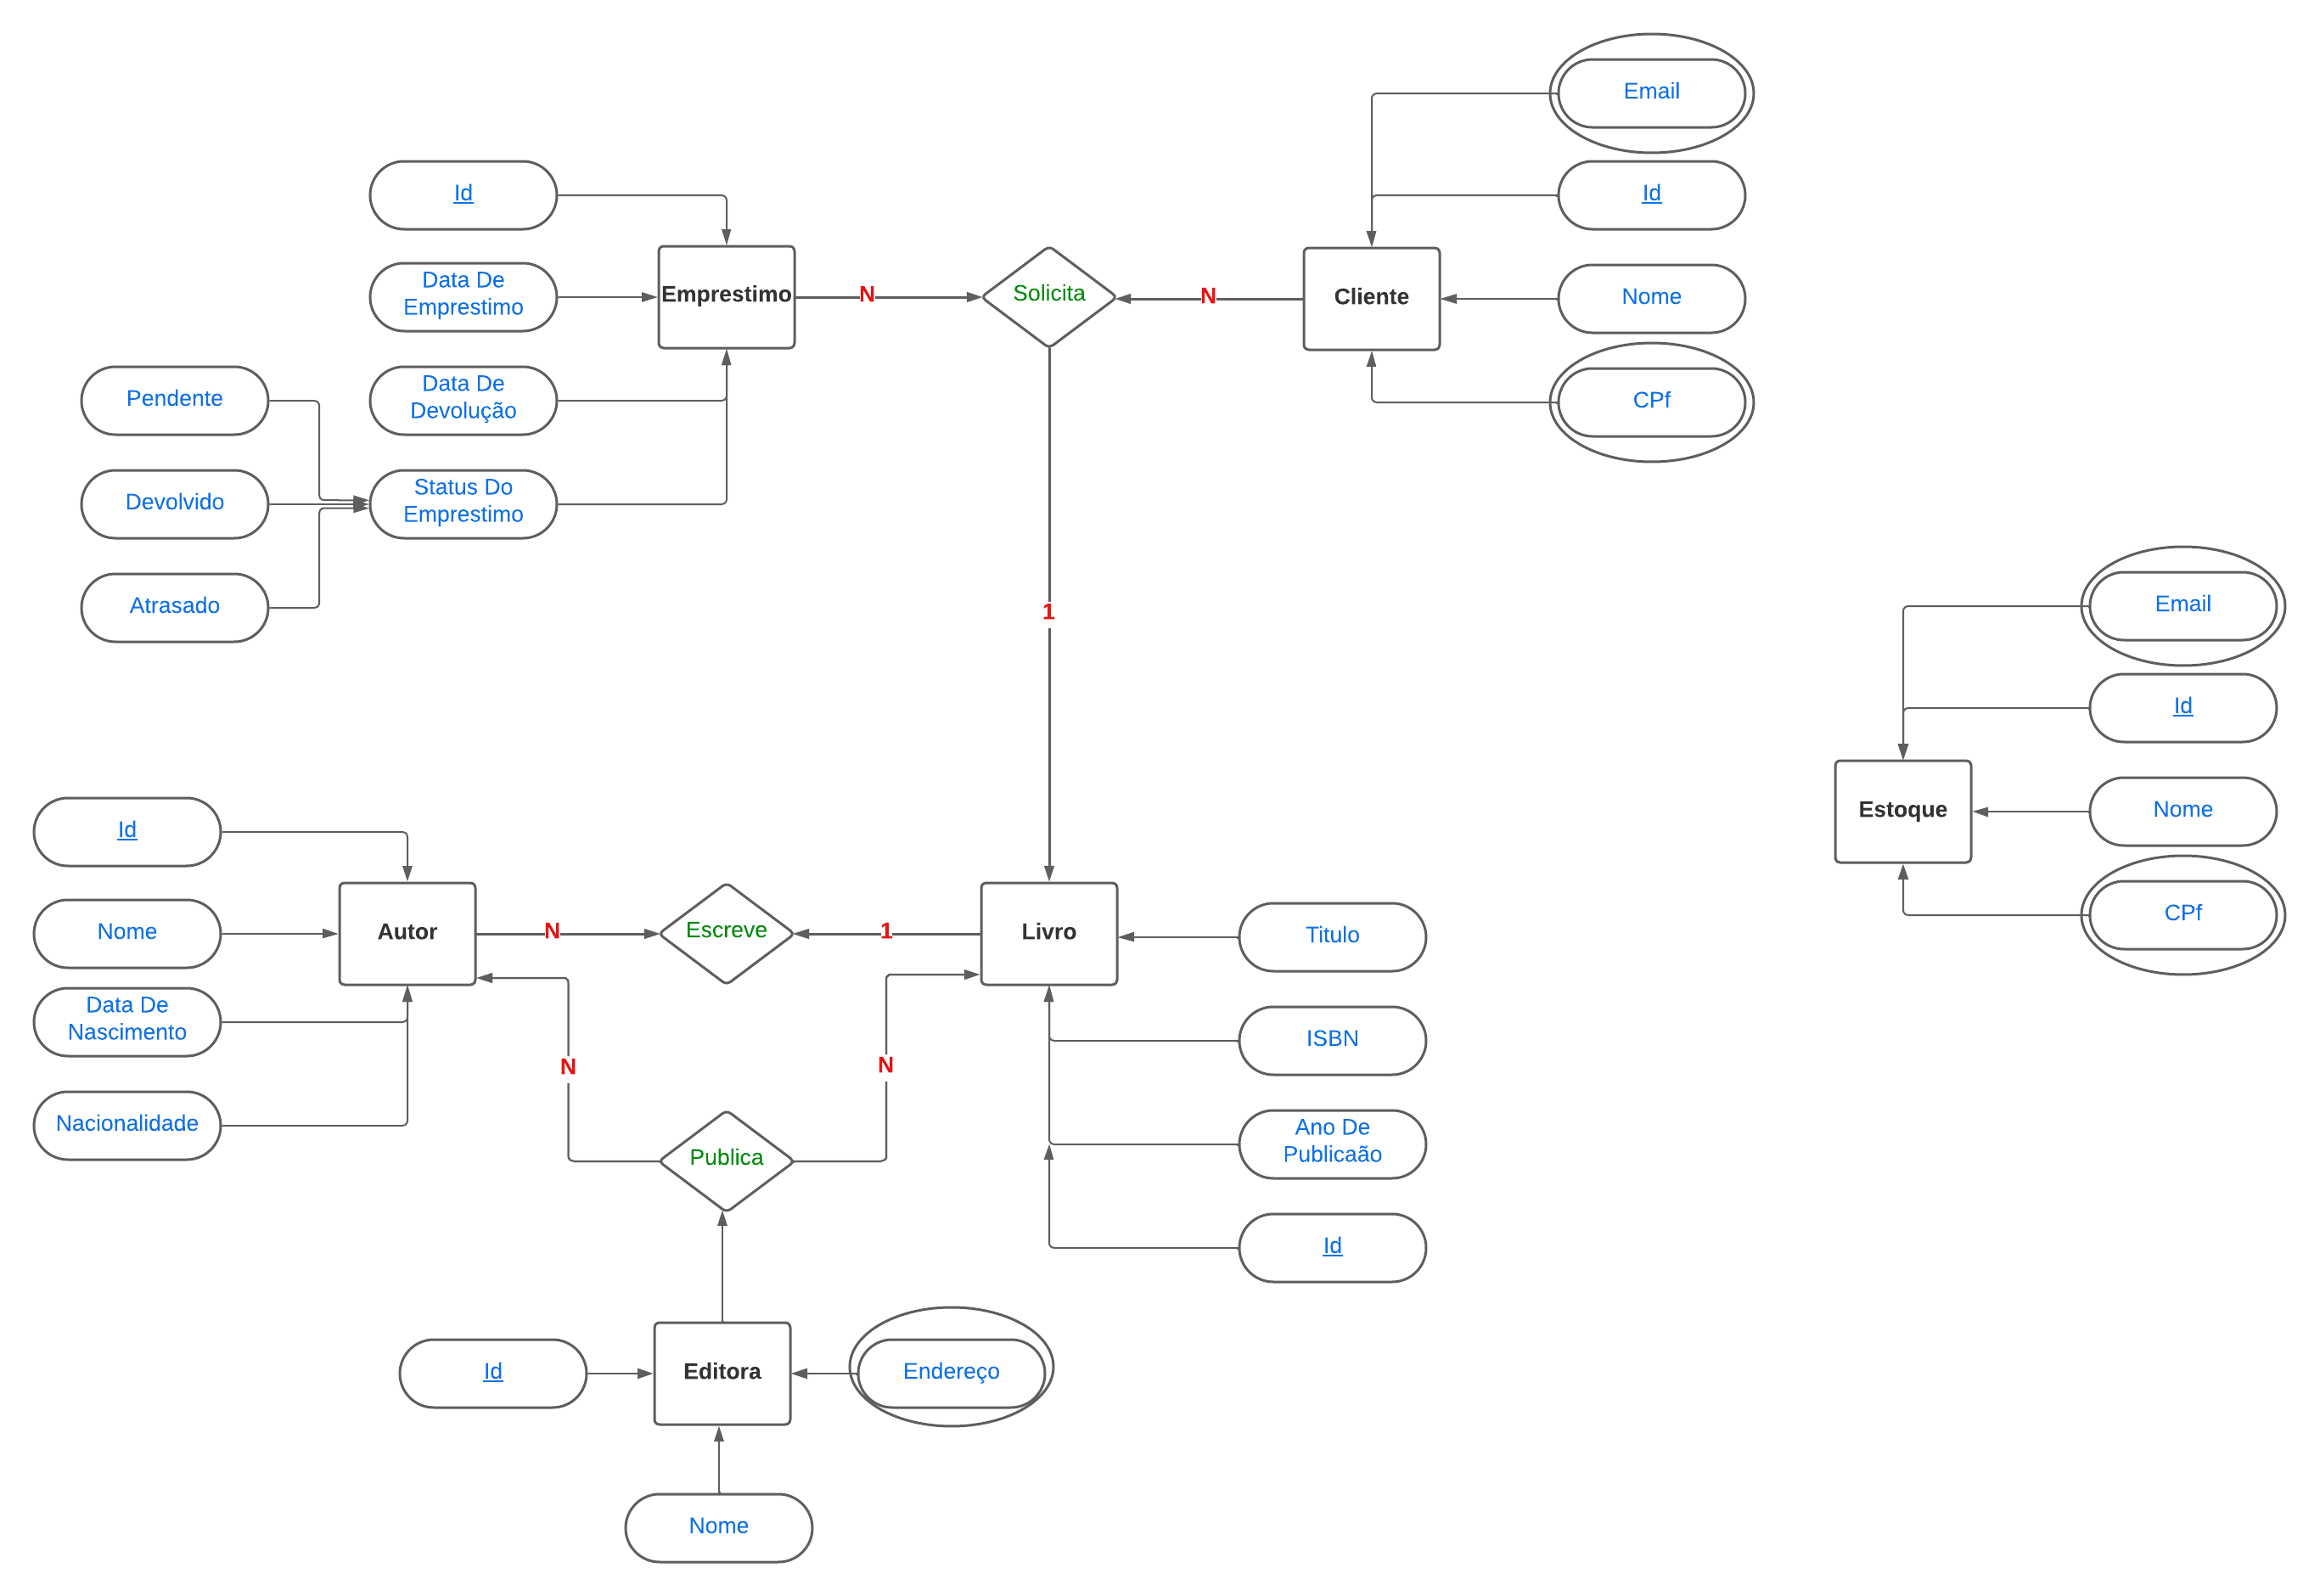 Email
Id
Nome
CPf
Cliente
N
Solicita
N
Emprestimo
Id
Data De
Emprestimo
Data De
Devolução
Status Do
Emprestimo
Pendente
Devolvido
Atrasado
1
Email
Id
Nome
CPf
Estoque
Id
Nome
Data De
Nascimento
Nacionalidade
Autor
N
Escreve
1
Livro
Titulo
ISBN
Ano De
Publicaão
Id
N
N
Publica
Id
Editora
Endereço
Nome